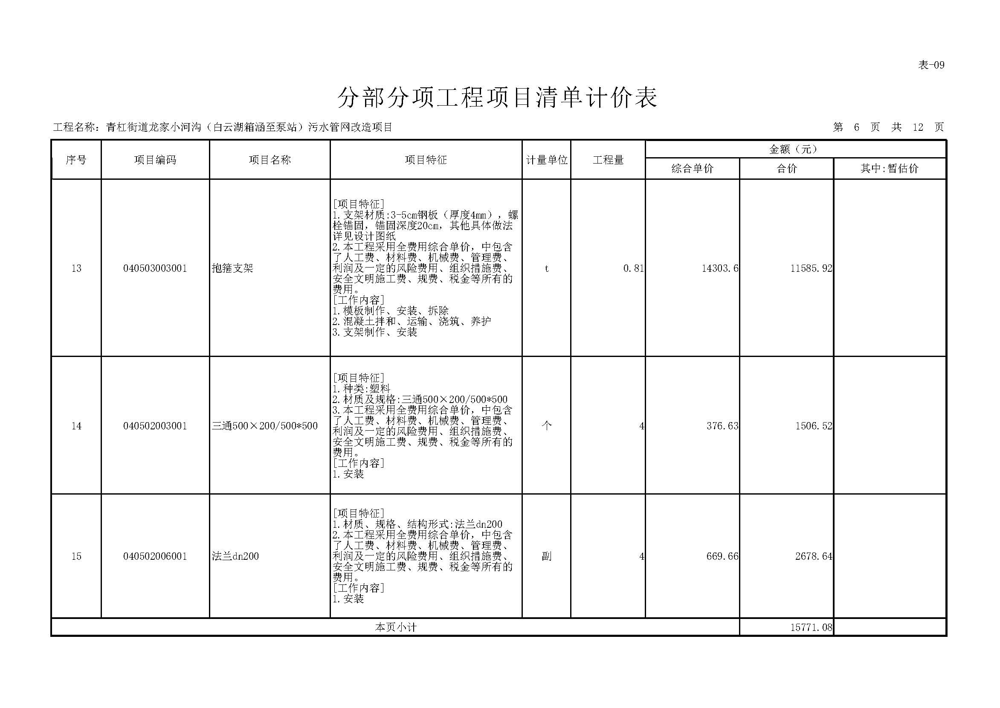 表-09
分部分项工程项目清单计价表
工程名称：青杠街道龙家小河沟（白云湖箱涵至泵站）污水管网改造项目
第 6 页 共 12 页
序号 项目编码 项目名称 项目特征 计量单位 工程量 金额（元）
综合单价 合价 其中:暂估价
13 040503003001 抱箍支架
[项目特征]
1.支架材质:3-5cm钢板（厚度4mm），螺
栓锚固，锚固深度20cm，其他具体做法
详见设计图纸
2.本工程采用全费用综合单价，中包含
了人工费、材料费、机械费、管理费、
利润及一定的风险费用、组织措施费、
安全文明施工费、规费、税金等所有的
费用。
[工作内容]
1.模板制作、安装、拆除
2.混凝土拌和、运输、浇筑、养护
3.支架制作、安装
t 0.81 14303.6 11585.92
14 040502003001 三通500×200/500*500
[项目特征]
1.种类:塑料
2.材质及规格:三通500×200/500*500
3.本工程采用全费用综合单价，中包含
了人工费、材料费、机械费、管理费、
利润及一定的风险费用、组织措施费、
安全文明施工费、规费、税金等所有的
费用。
[工作内容]
1.安装
个 4 376.63 1506.52
15 040502006001 法兰dn200
[项目特征]
1.材质、规格、结构形式:法兰dn200
2.本工程采用全费用综合单价，中包含
了人工费、材料费、机械费、管理费、
利润及一定的风险费用、组织措施费、
安全文明施工费、规费、税金等所有的
费用。
[工作内容]
1.安装
副 4 669.66 2678.64
本页小计 15771.08